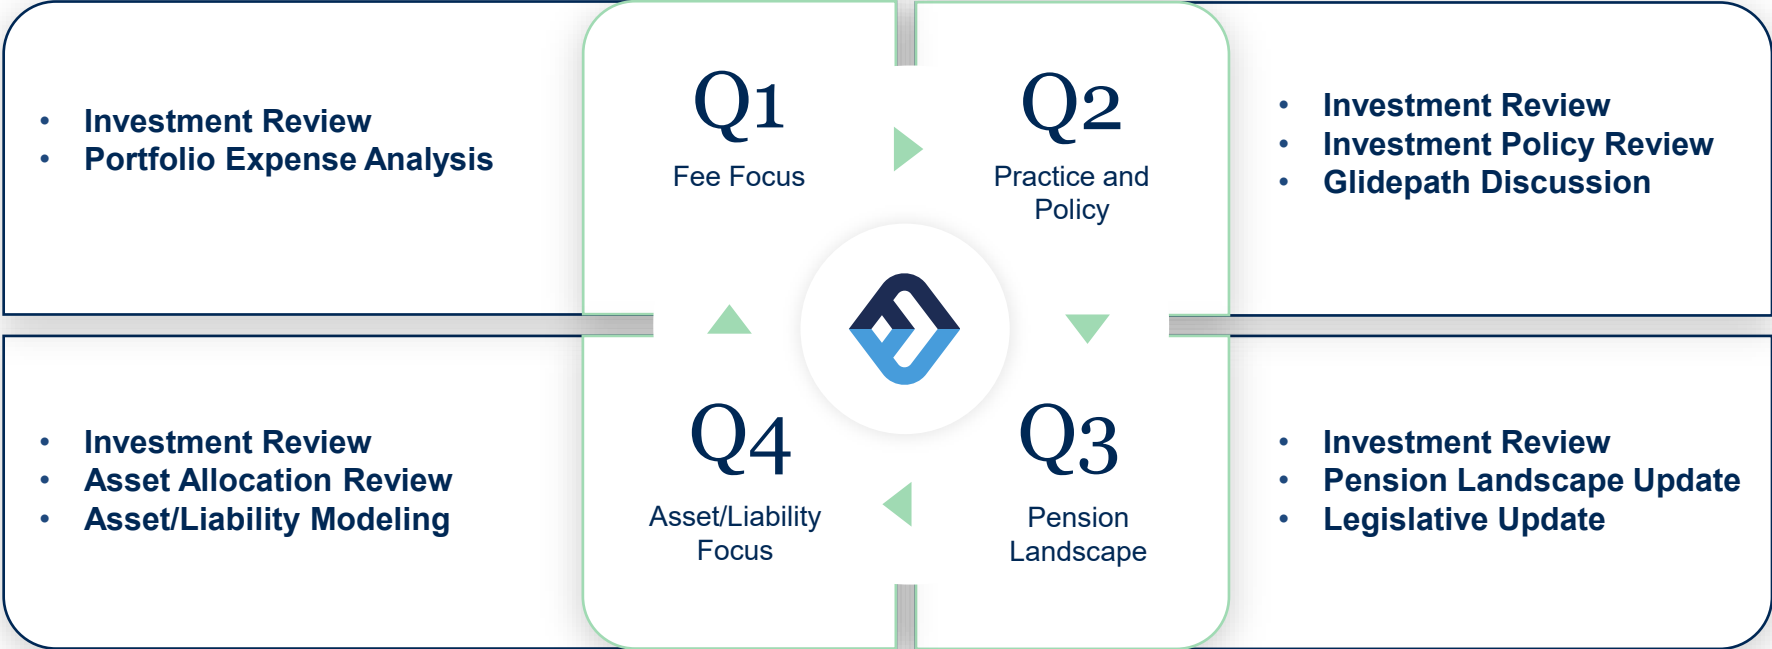 Q1
Fee Focus
• Investment Review
• Portfolio Expense Analysis
Q2
Practice and
Policy
• Investment Review
• Investment Policy Review
• Glidepath Discussion
Q3
Pension
Landscape
• Investment Review
• Pension Landscape Update
• Legislative Update
Q4
Asset/Liability
Focus
• Investment Review
• Asset Allocation Review
• Asset/Liability Modeling